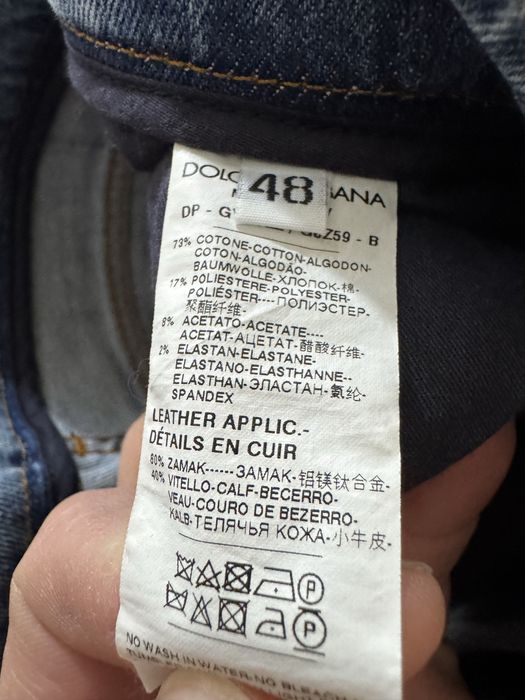 48
DP - G
G8Z59 - B
73% COTONE-COTTON-ALGODON-
COTON-ALGODÃO-
BAUMWOLLE-ХЛОПОК-棉-
17% POLIESTERE-POLYESTER-
POLIÉSTER----ПОЛИЭСТЕР-
聚酯纤维-
8% ACETATO-ACETATE----
ACETAT-АЦЕТАТ-醋酸纤维-
2% ELASTAN-ELASTANE-
ELASTANO-ELASTHANNE--
ELASTHAN-ЭЛАСТАН-氨纶-
SPANDEX
LEATHER APPLIC.-
DÉTAILS EN CUIR
60% ZAMAK------ЗАМАК-铝镁钛合金-
40% VITELLO-CALF-BECERRO-
VEAU-COURO DE BEZERRO-
KALB-ТЕЛЯЧЬЯ КОЖА-小牛皮-
P
P
NO WASH IN WATER-NO BLEACH